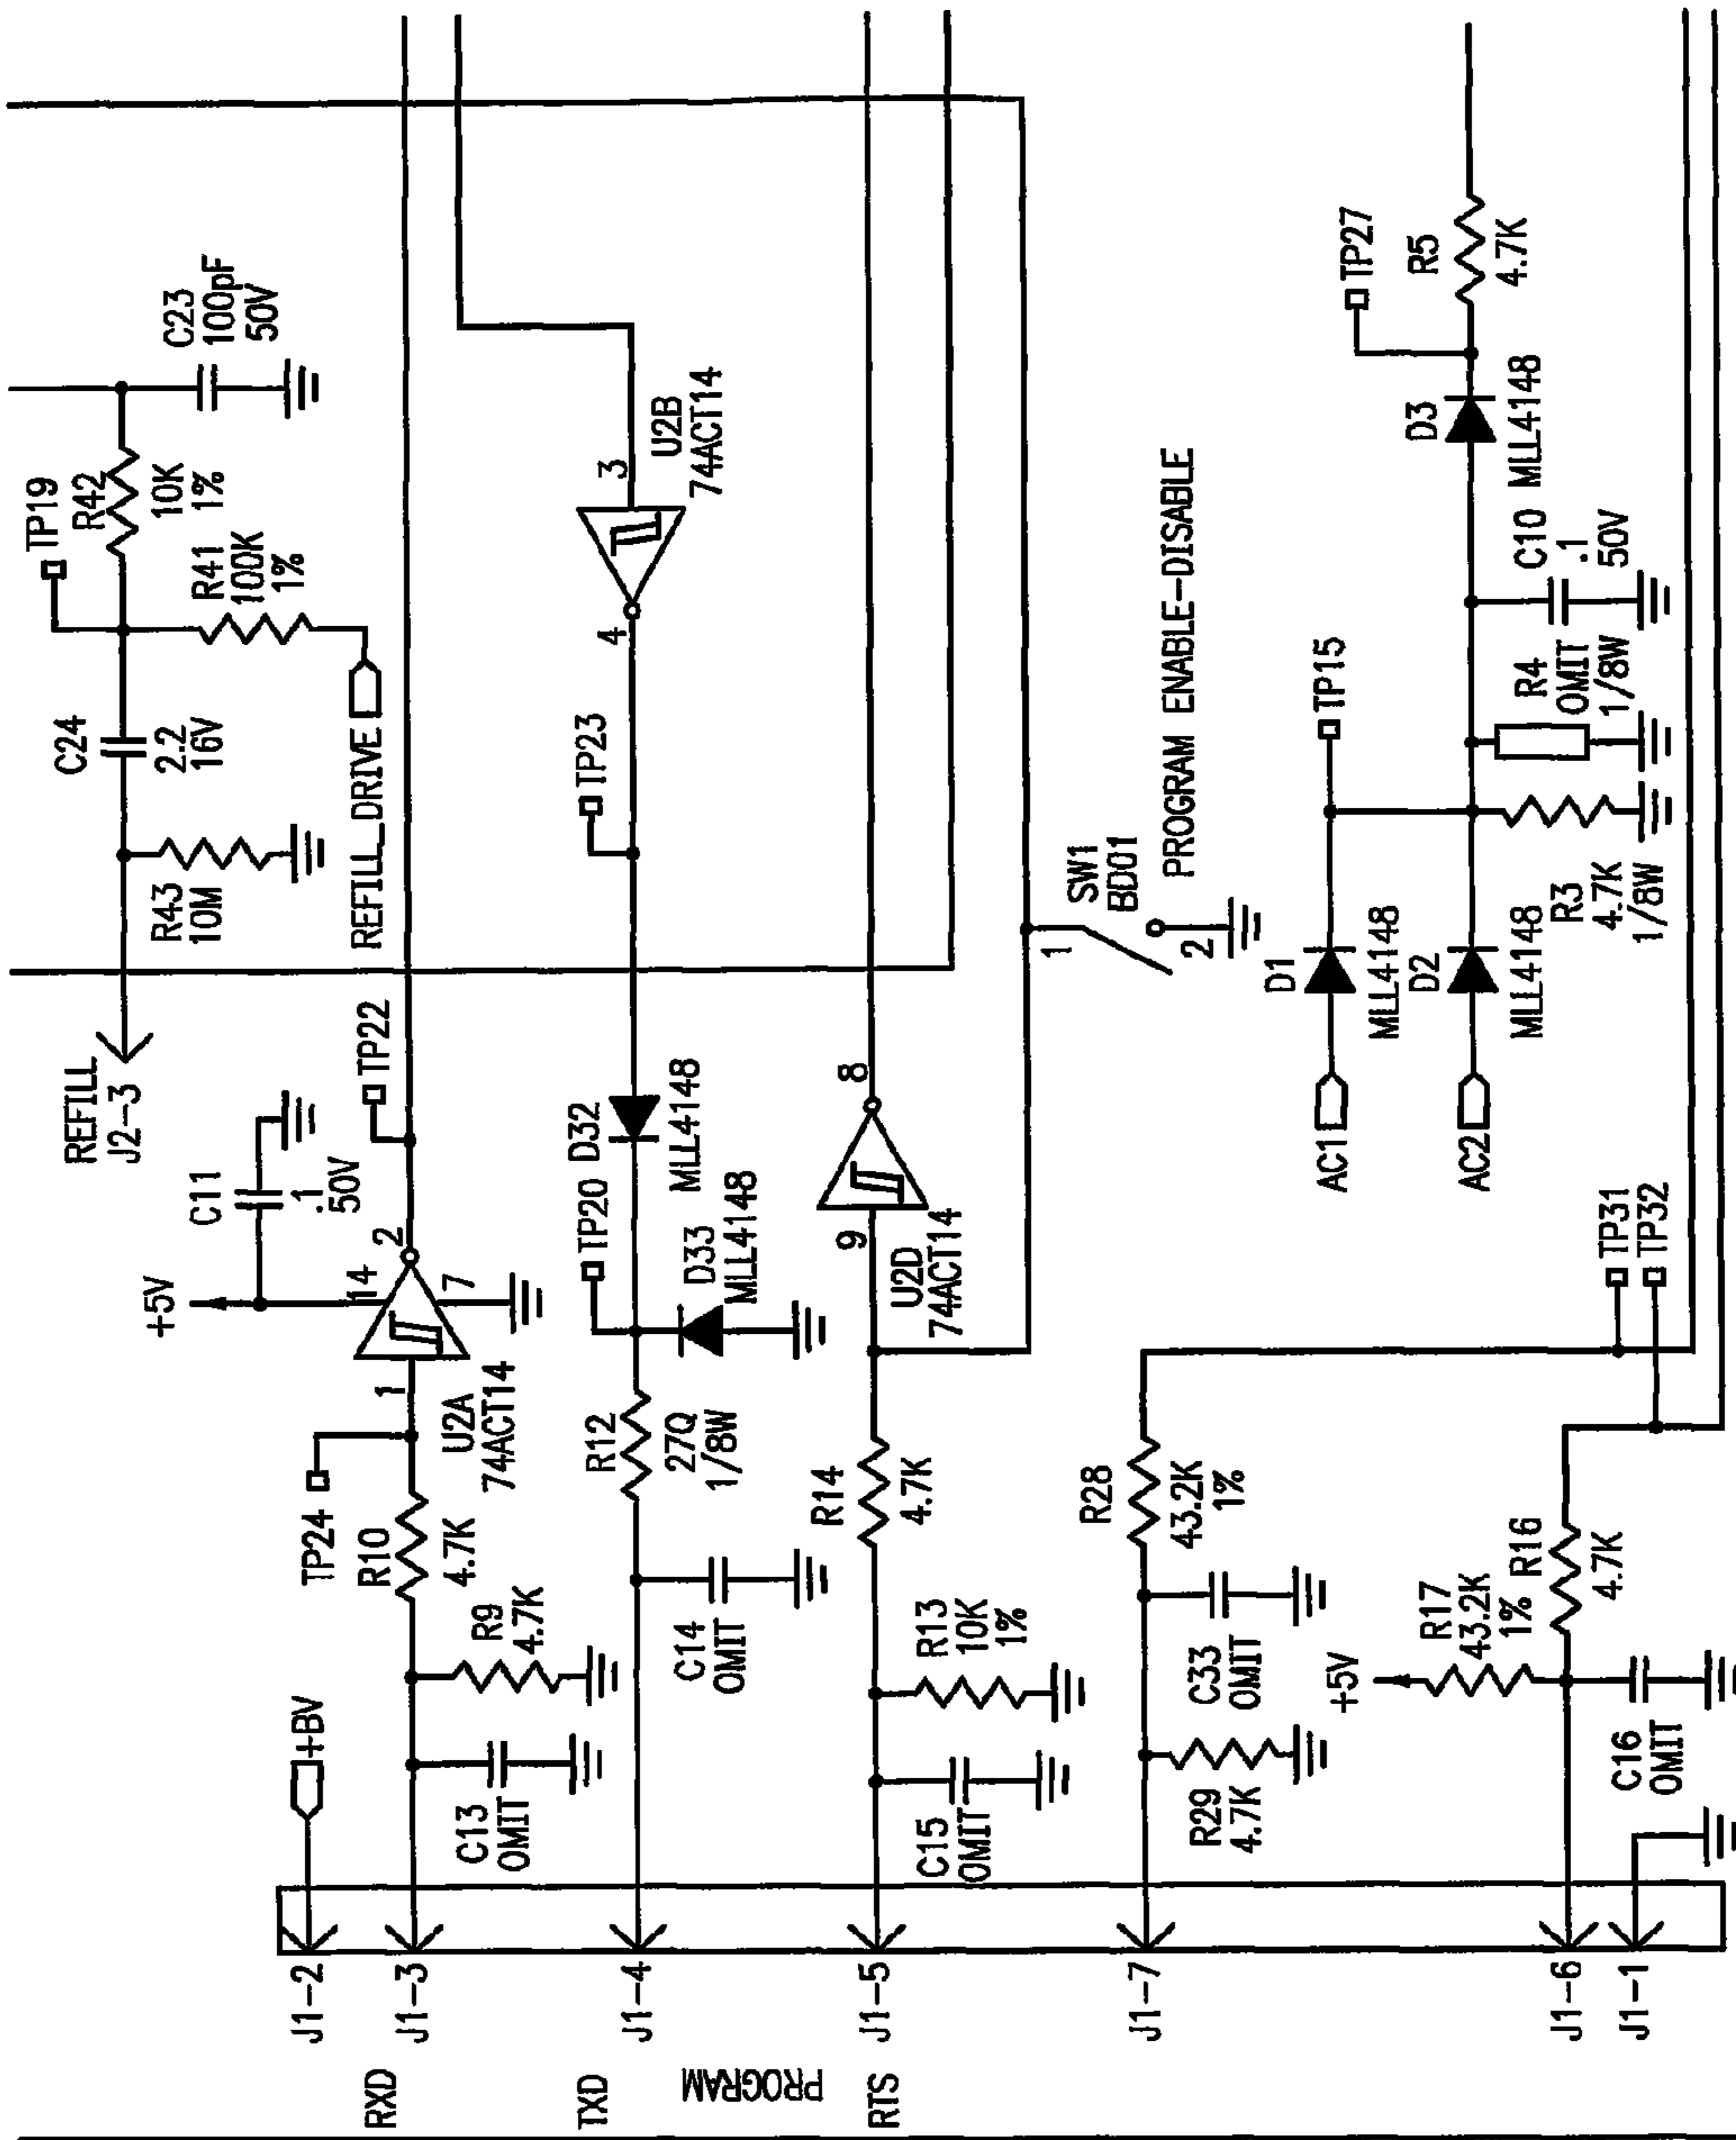 REFILL
J2-3
R43
10M
C24
2.2
16V
TP19
R42
10K
1%
R41
100K
1%
C23
100pF
50V
REFILL_DRIVE
+5V
C11
.1
50V
J1-2
+BV
RXD
J1-3
C13
OMIT
R9
4.7K
TP24
R10
4.7K
1
U2A
74ACT14
14
7
2
TP22
TXD
J1-4
C14
OMIT
R12
27Ω
1/8W
TP20
D33
MLL4148
D32
MLL4148
TP23
4
3
U2B
74ACT14
PROGRAM
RTS
J1-5
C15
OMIT
R13
10K
1%
R14
4.7K
9
U2D
74ACT14
8
1
SW1
BD01
2
PROGRAM ENABLE-DISABLE
J1-7
R29
4.7K
C33
OMIT
R28
43.2K
1%
AC1
D1
MLL4148
TP15
AC2
D2
MLL4148
R3
4.7K
1/8W
R4
OMIT
1/8W
C10
.1
50V
D3
MLL4148
TP27
R5
4.7K
J1-6
J1-1
C16
OMIT
+5V
R17
43.2K
1%
R16
4.7K
TP31
TP32